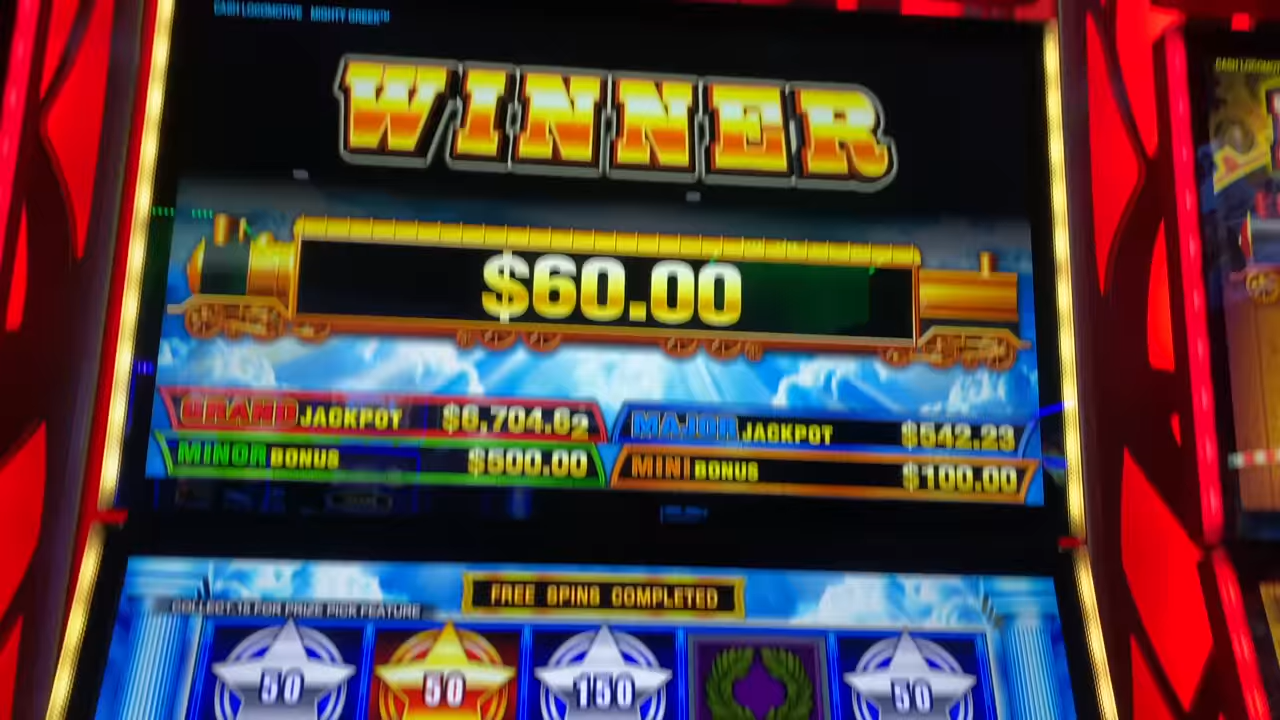 CASH LOCOMOTIVE MIGHTY GREEK™
WINNER
$60.00
GRAND JACKPOT $6,704.62
MAJOR JACKPOT $542.23
MINOR BONUS $500.00
MINI BONUS $100.00
FREE SPINS COMPLETED
COLLECT 15 FOR PRIZE PICK FEATURE
50
50
150
50